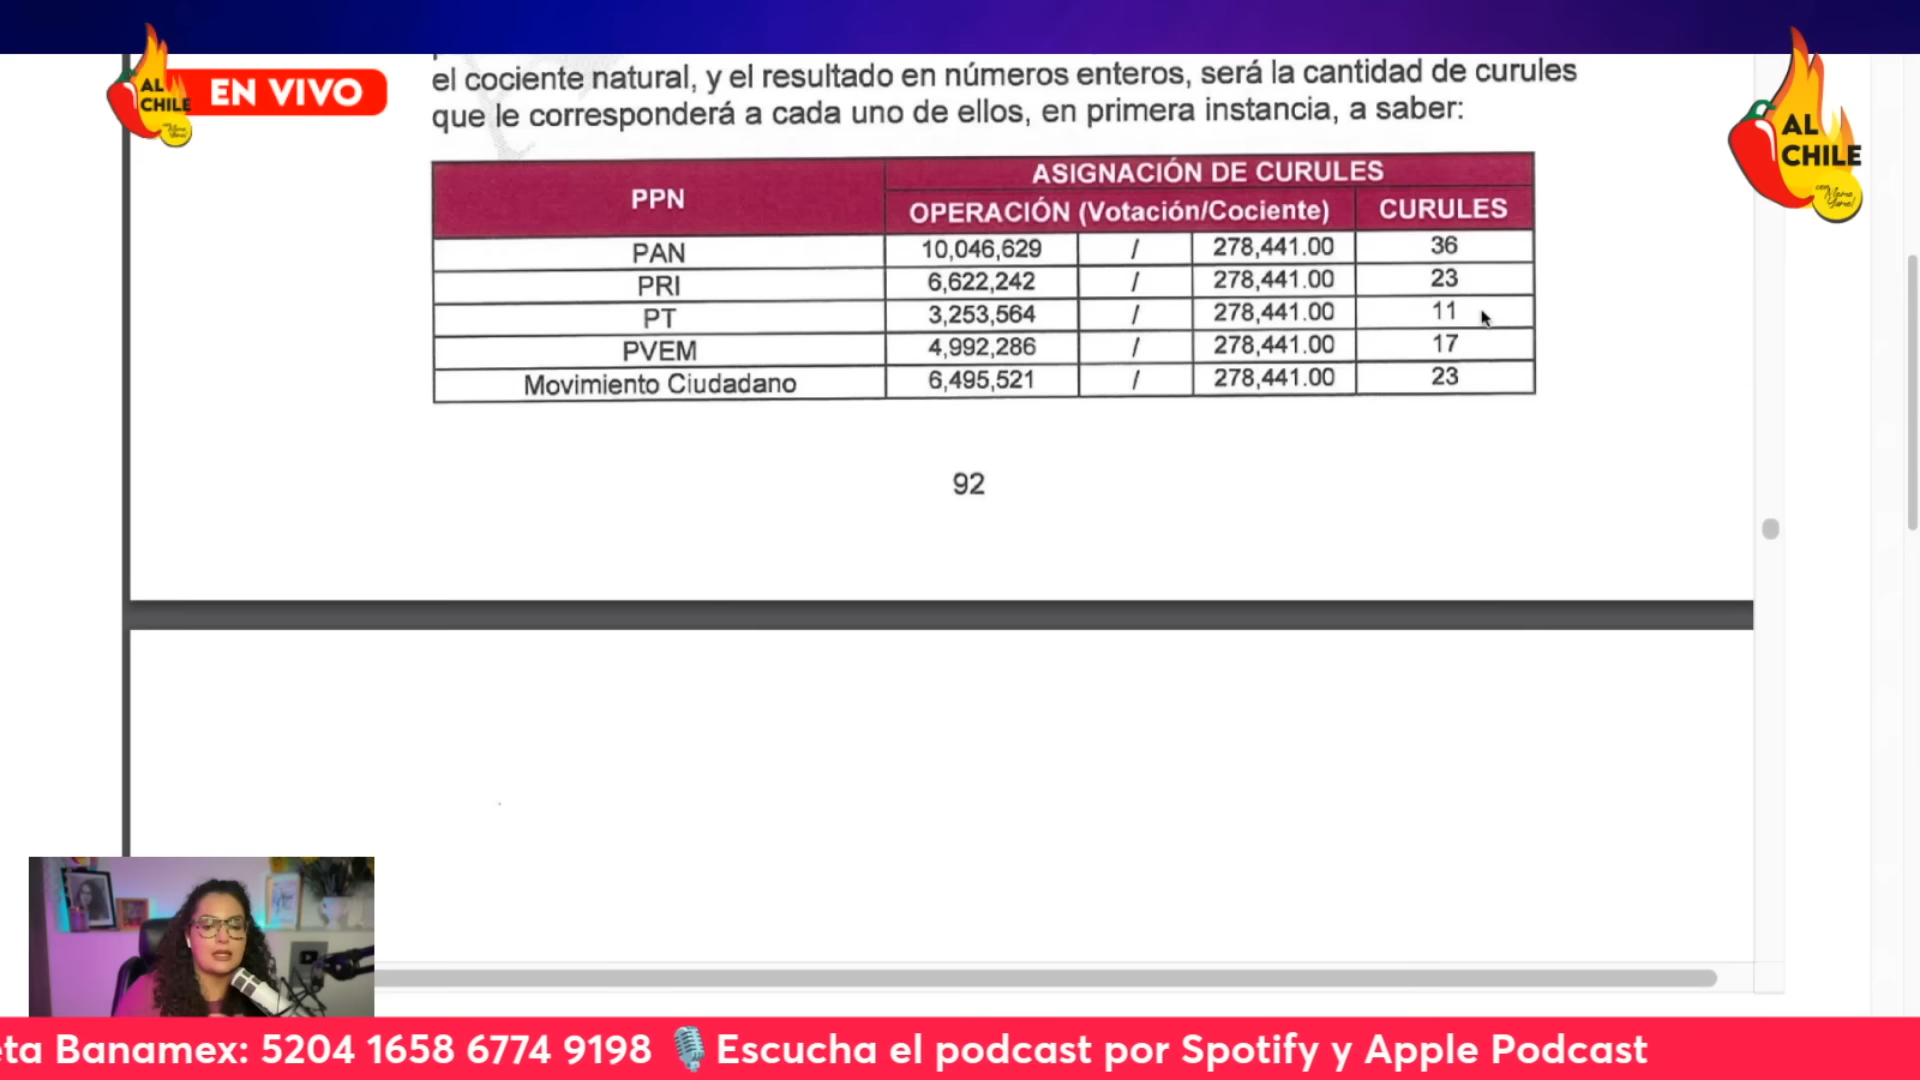 AL
CHILE
EN VIVO
el cociente natural, y el resultado en números enteros, será la cantidad de curules
que le corresponderá a cada uno de ellos, en primera instancia, a saber:
AL
CHILE
PPN
ASIGNACIÓN DE CURULES
OPERACIÓN (Votación/Cociente) CURULES
PAN 10,046,629 / 278,441.00 36
PRI 6,622,242 / 278,441.00 23
PT 3,253,564 / 278,441.00 11
PVEM 4,992,286 / 278,441.00 17
Movimiento Ciudadano 6,495,521 / 278,441.00 23
92
eta Banamex: 5204 1658 6774 9198 🎙️ Escucha el podcast por Spotify y Apple Podcast